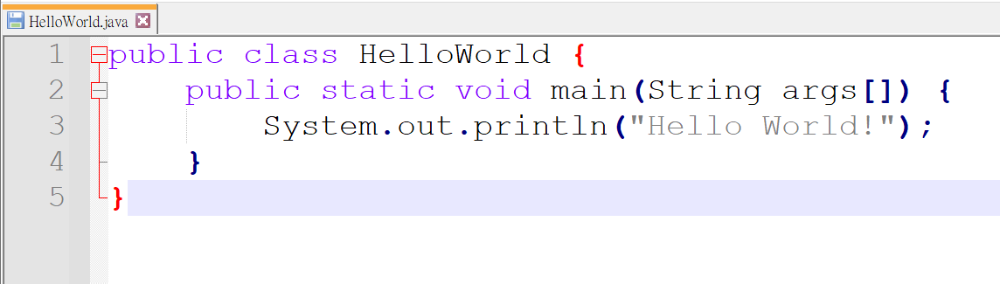 HelloWorld.java
1 public class HelloWorld {
2     public static void main(String args[]) {
3         System.out.println("Hello World!");
4     }
5 }